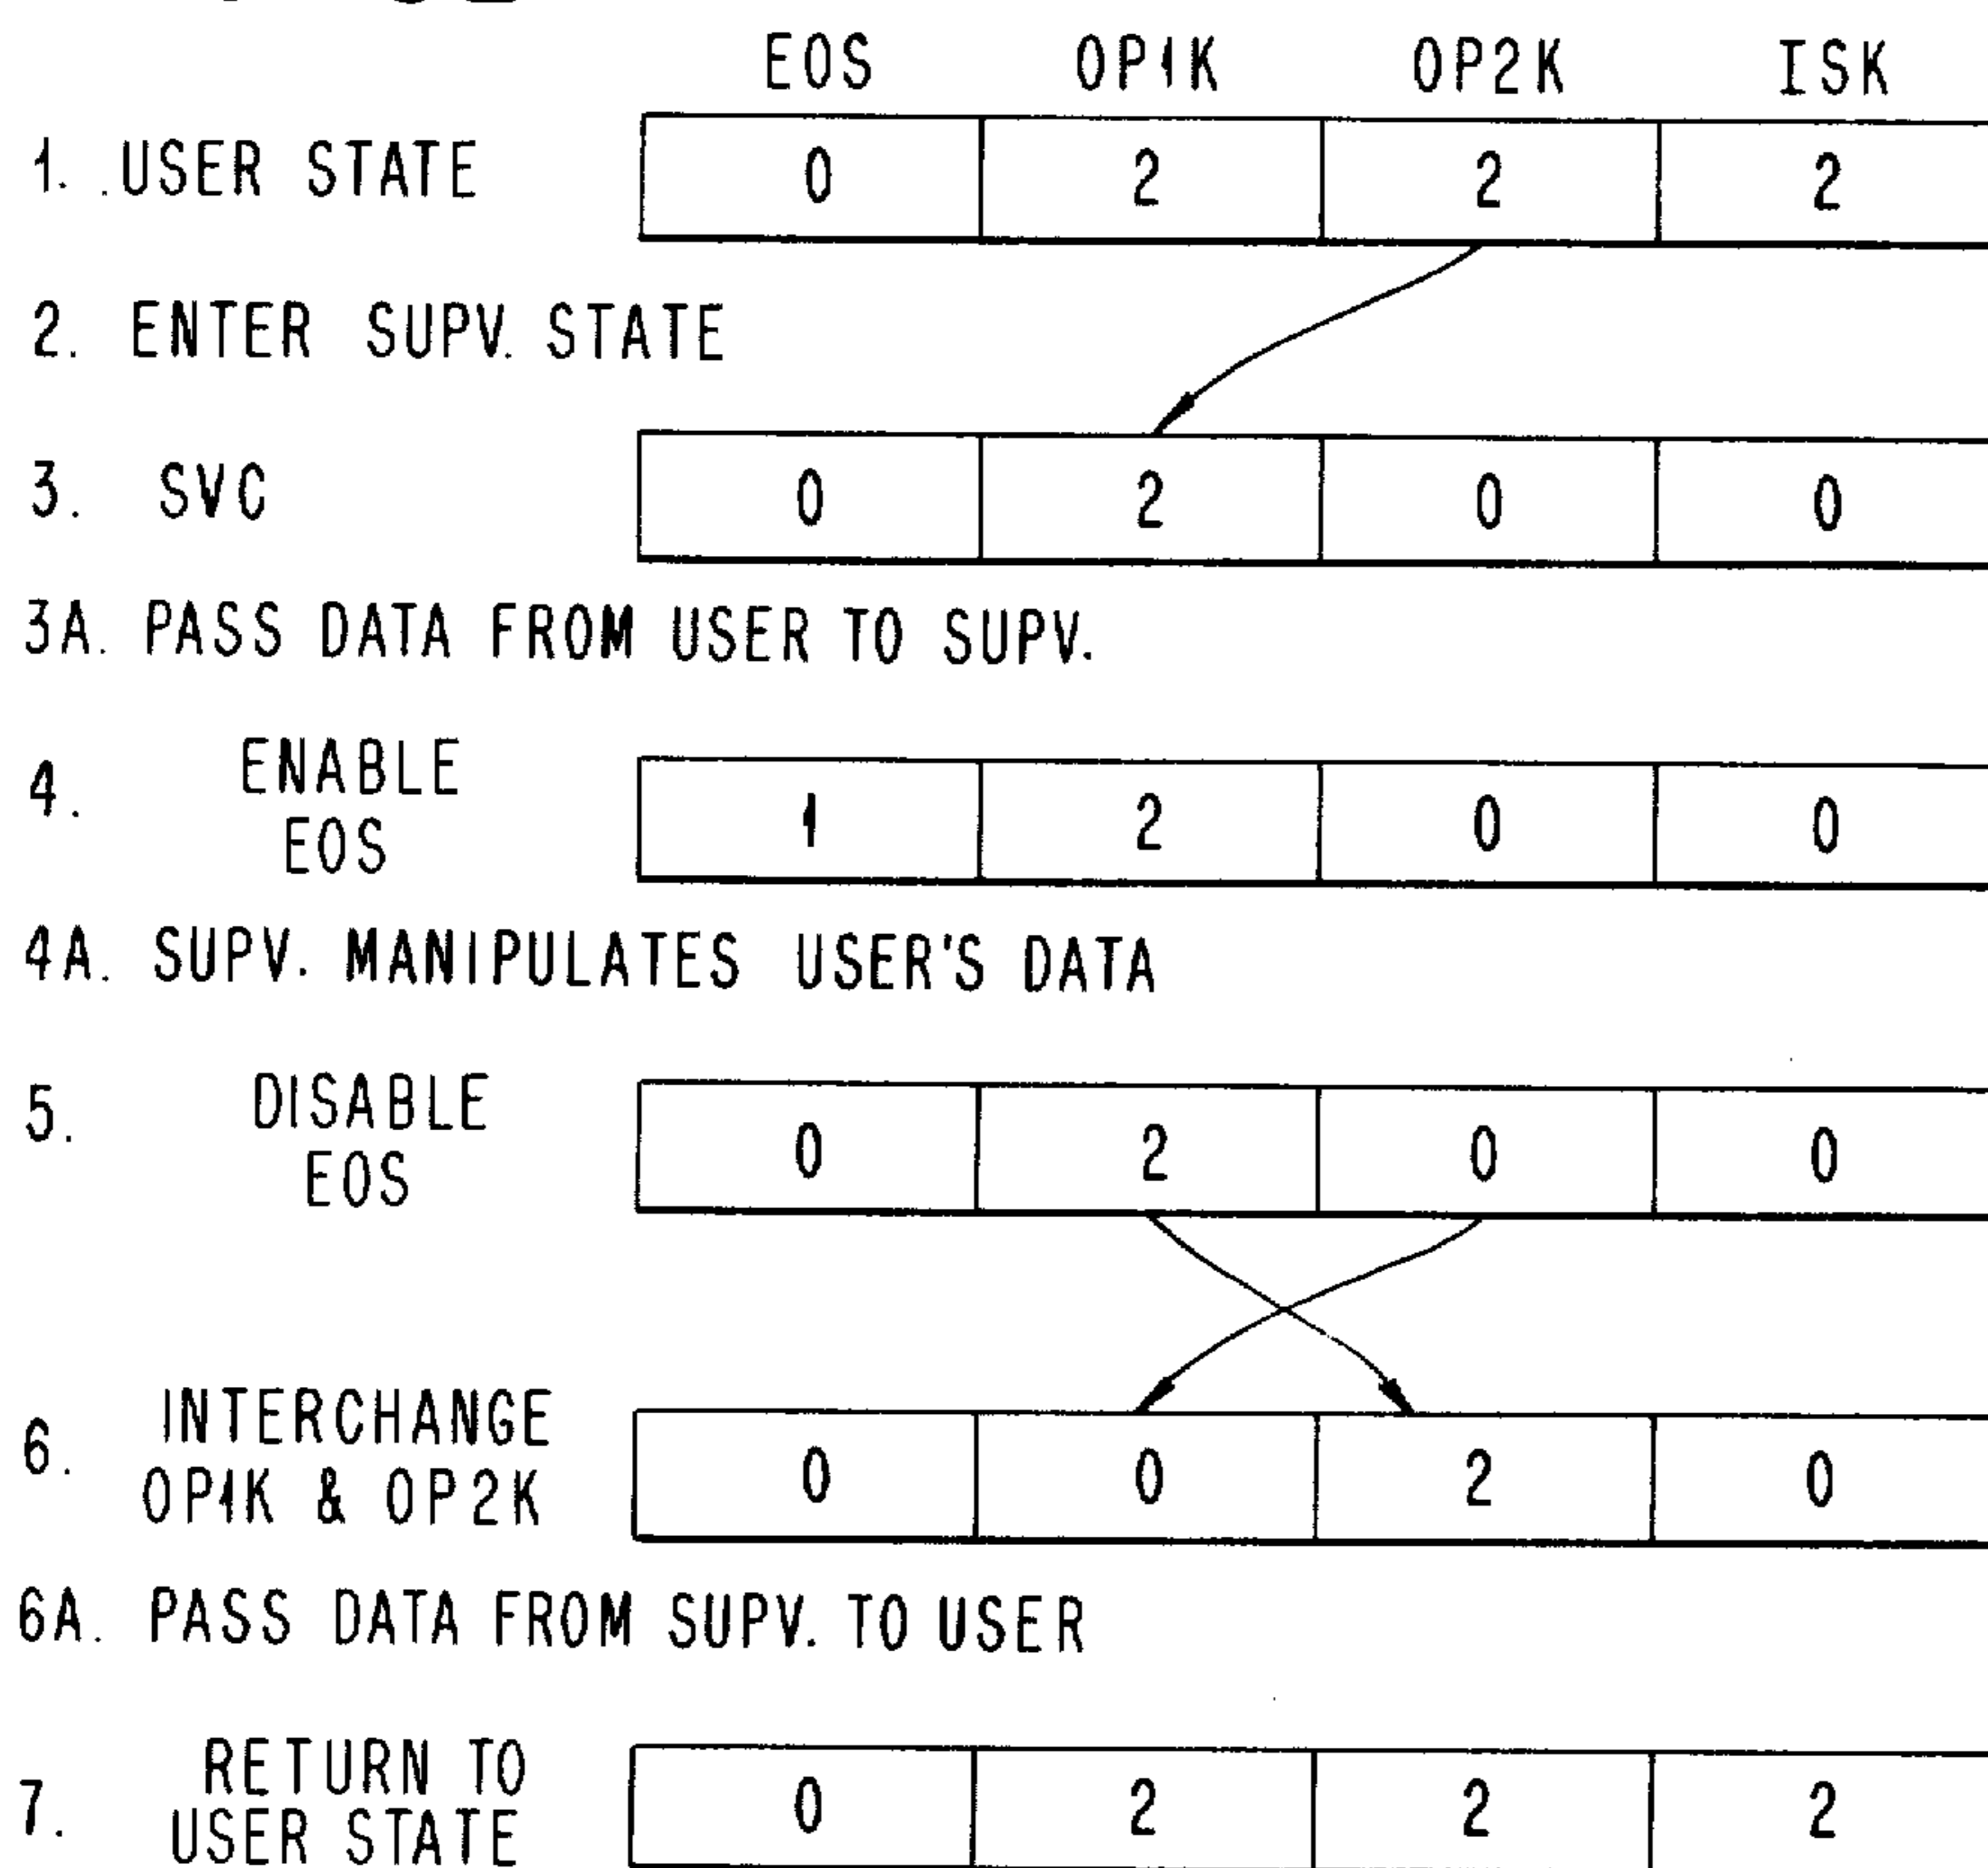 EOS OP1K OP2K ISK
1. USER STATE 0 2 2 2
2. ENTER SUPV. STATE
3. SVC 0 2 0 0
3A. PASS DATA FROM USER TO SUPV.
4. ENABLE EOS 1 2 0 0
4A. SUPV. MANIPULATES USER'S DATA
5. DISABLE EOS 0 2 0 0
6. INTERCHANGE OP1K & OP2K 0 0 2 0
6A. PASS DATA FROM SUPV. TO USER
7. RETURN TO USER STATE 0 2 2 2